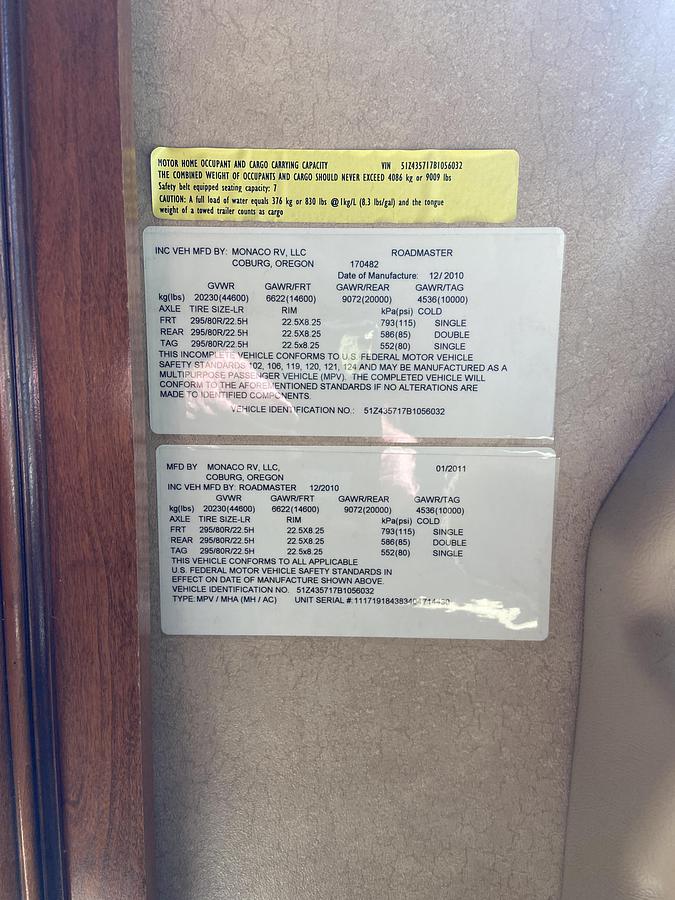 MOTOR HOME OCCUPANT AND CARGO CARRYING CAPACITY VIN 51Z435717B1056032
THE COMBINED WEIGHT OF OCCUPANTS AND CARGO SHOULD NEVER EXCEED 4086 kg or 9009 lbs
Safety belt equipped seating capacity: 7
CAUTION: A full load of water equals 376 kg or 830 lbs @ 1kg/L (8.3 lbs/gal) and the tongue
weight of a towed trailer counts as cargo
INC VEH MFD BY: MONACO RV, LLC ROADMASTER
COBURG, OREGON 170482
Date of Manufacture: 12/2010
GVWR GAWR/FRT GAWR/REAR GAWR/TAG
kg(lbs) 20230(44600) 6622(14600) 9072(20000) 4536(10000)
AXLE TIRE SIZE-LR RIM kPa(psi) COLD
FRT 295/80R/22.5H 22.5X8.25 793(115) SINGLE
REAR 295/80R/22.5H 22.5X8.25 586(85) DOUBLE
TAG 295/80R/22.5H 22.5x8.25 552(80) SINGLE
THIS INCOMPLETE VEHICLE CONFORMS TO U.S. FEDERAL MOTOR VEHICLE
SAFETY STANDARDS 102, 106, 119, 120, 121, 124 AND MAY BE MANUFACTURED AS A
MULTIPURPOSE PASSENGER VEHICLE (MPV). THE COMPLETED VEHICLE WILL
CONFORM TO THE AFOREMENTIONED STANDARDS IF NO ALTERATIONS ARE
MADE TO IDENTIFIED COMPONENTS.
VEHICLE IDENTIFICATION NO.: 51Z435717B1056032
MFD BY MONACO RV, LLC, 01/2011
COBURG, OREGON
INC VEH MFD BY: ROADMASTER 12/2010
GVWR GAWR/FRT GAWR/REAR GAWR/TAG
kg(lbs) 20230(44600) 6622(14600) 9072(20000) 4536(10000)
AXLE TIRE SIZE-LR RIM kPa(psi) COLD
FRT 295/80R/22.5H 22.5X8.25 793(115) SINGLE
REAR 295/80R/22.5H 22.5X8.25 586(85) DOUBLE
TAG 295/80R/22.5H 22.5x8.25 552(80) SINGLE
THIS VEHICLE CONFORMS TO ALL APPLICABLE
U.S. FEDERAL MOTOR VEHICLE SAFETY STANDARDS IN
EFFECT ON DATE OF MANUFACTURE SHOWN ABOVE.
VEHICLE IDENTIFICATION NO. 51Z435717B1056032
TYPE: MPV / MHA (MH / AC) UNIT SERIAL #: